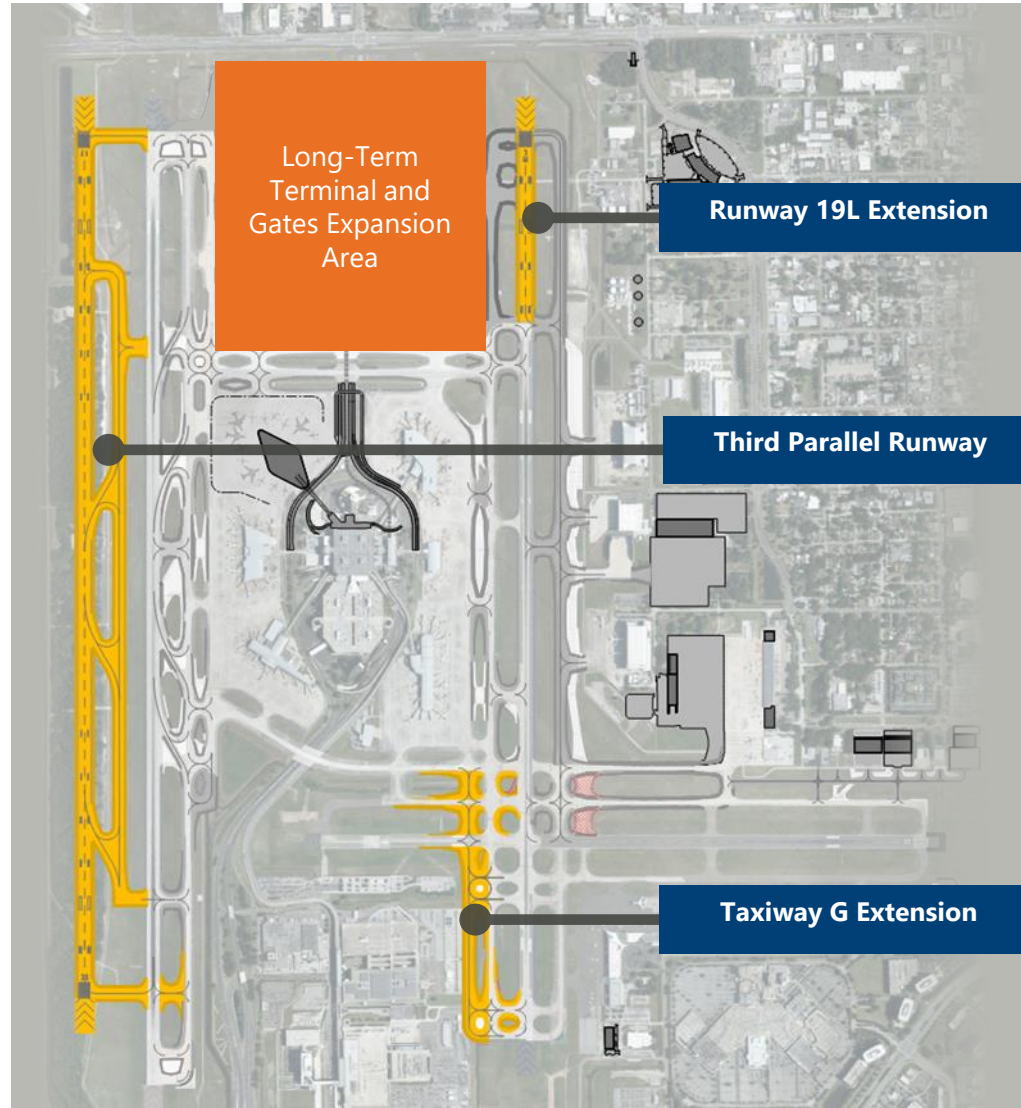 Long-Term
Terminal and
Gates Expansion
Area
Runway 19L Extension
Third Parallel Runway
Taxiway G Extension